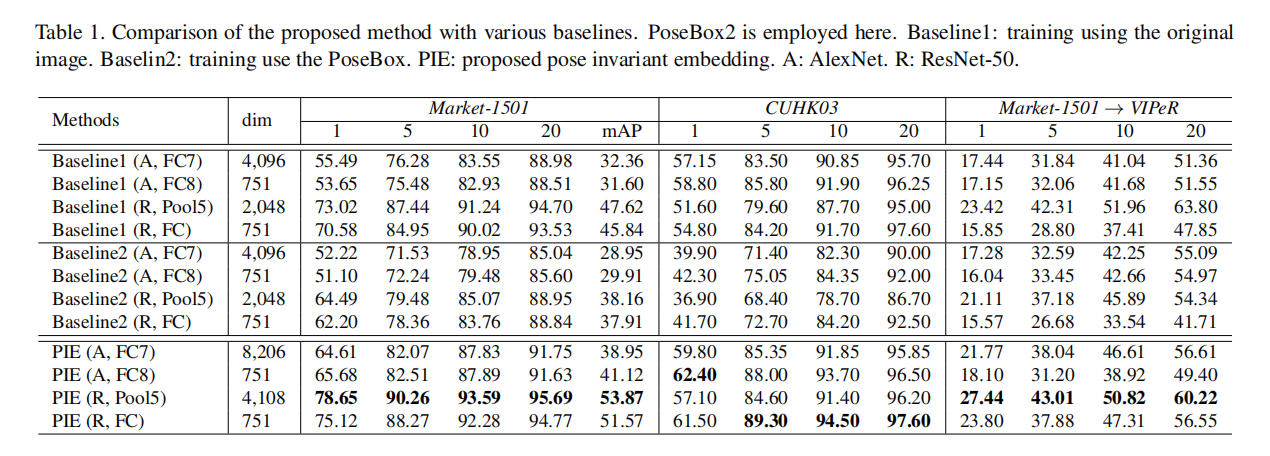 Table 1. Comparison of the proposed method with various baselines. PoseBox2 is employed here. Baseline1: training using the original
image. Baselin2: training use the PoseBox. PIE: proposed pose invariant embedding. A: AlexNet. R: ResNet-50.
Methods dim Market-1501 CUHK03 Market-1501 → VIPeR
1 5 10 20 mAP 1 5 10 20 1 5 10 20
Baseline1 (A, FC7) 4,096 55.49 76.28 83.55 88.98 32.36 57.15 83.50 90.85 95.70 17.44 31.84 41.04 51.36
Baseline1 (A, FC8) 751 53.65 75.48 82.93 88.51 31.60 58.80 85.80 91.90 96.25 17.15 32.06 41.68 51.55
Baseline1 (R, Pool5) 2,048 73.02 87.44 91.24 94.70 47.62 51.60 79.60 87.70 95.00 23.42 42.31 51.96 63.80
Baseline1 (R, FC) 751 70.58 84.95 90.02 93.53 45.84 54.80 84.20 91.70 97.60 15.85 28.80 37.41 47.85
Baseline2 (A, FC7) 4,096 52.22 71.53 78.95 85.04 28.95 39.90 71.40 82.30 90.00 17.28 32.59 42.25 55.09
Baseline2 (A, FC8) 751 51.10 72.24 79.48 85.60 29.91 42.30 75.05 84.35 92.00 16.04 33.45 42.66 54.97
Baseline2 (R, Pool5) 2,048 64.49 79.48 85.07 88.95 38.16 36.90 68.40 78.70 86.70 21.11 37.18 45.89 54.34
Baseline2 (R, FC) 751 62.20 78.36 83.76 88.84 37.91 41.70 72.70 84.20 92.50 15.57 26.68 33.54 41.71
PIE (A, FC7) 8,206 64.61 82.07 87.83 91.75 38.95 59.80 85.35 91.85 95.85 21.77 38.04 46.61 56.61
PIE (A, FC8) 751 65.68 82.51 87.89 91.63 41.12 62.40 88.00 93.70 96.50 18.10 31.20 38.92 49.40
PIE (R, Pool5) 4,108 78.65 90.26 93.59 95.69 53.87 57.10 84.60 91.40 96.20 27.44 43.01 50.82 60.22
PIE (R, FC) 751 75.12 88.27 92.28 94.77 51.57 61.50 89.30 94.50 97.60 23.80 37.88 47.31 56.55